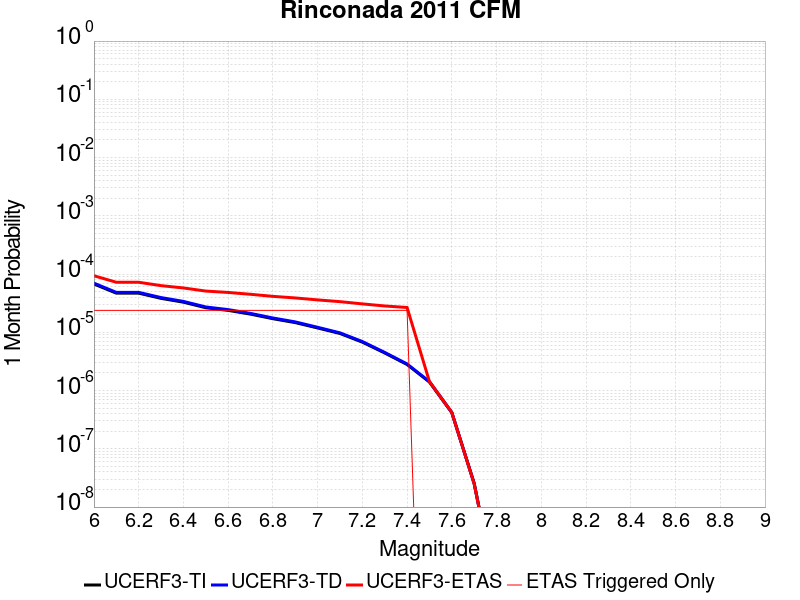 Rinconada 2011 CFM
10^0
10^-1
10^-2
10^-3
10^-4
10^-5
10^-6
10^-7
10^-8
1 Month Probability
6 6.2 6.4 6.6 6.8 7 7.2 7.4 7.6 7.8 8 8.2 8.4 8.6 8.8 9
Magnitude
UCERF3-TI UCERF3-TD UCERF3-ETAS ETAS Triggered Only